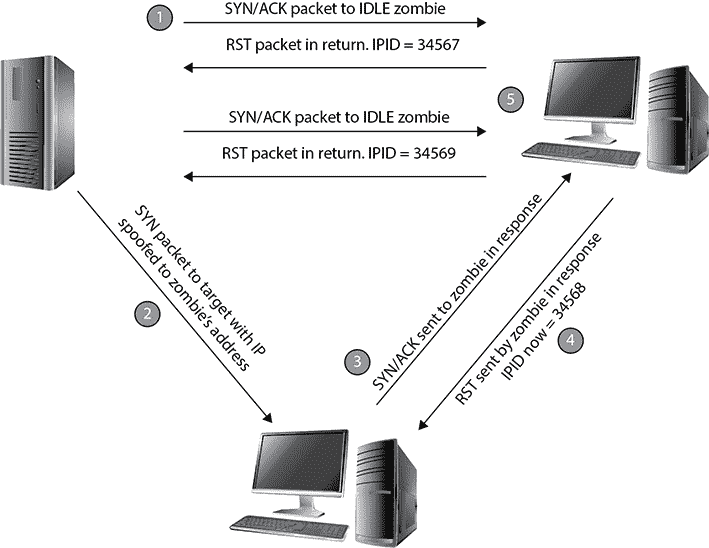 1
SYN/ACK packet to IDLE zombie
RST packet in return. IPID = 34567
5
SYN/ACK packet to IDLE zombie
RST packet in return. IPID = 34569
SYN packet to target with IP
spoofed to zombie's address
2
3
SYN/ACK sent to zombie in response
RST sent by zombie in response
IPID now = 34568
4